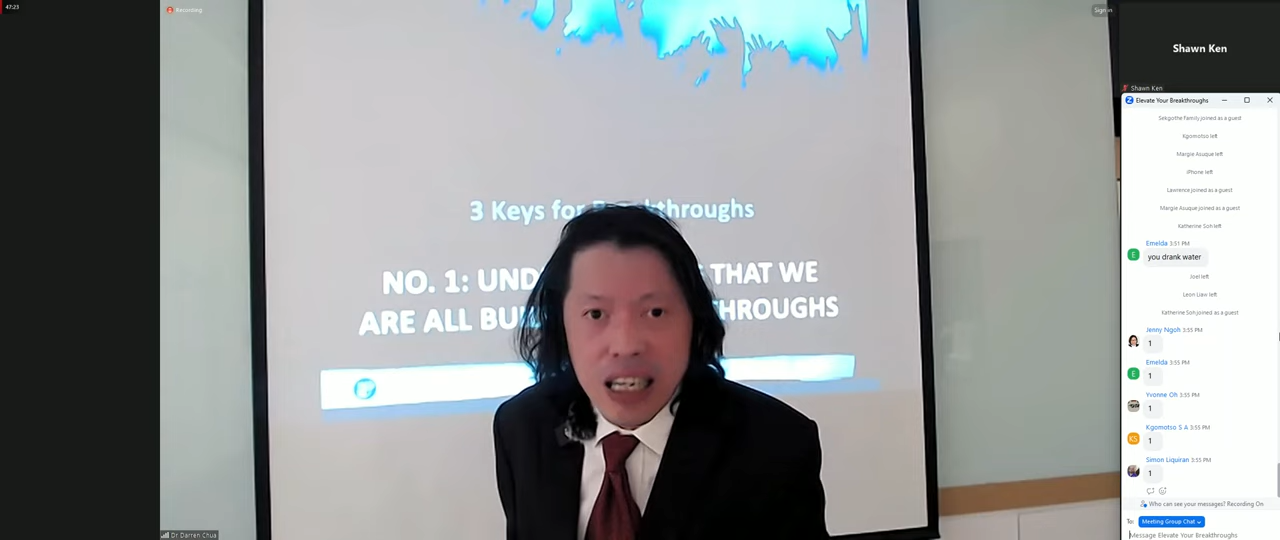 47:23
Recording
Sign in
Shawn Ken
Shawn Ken
3 Keys for throughs
NO. 1: THAT WE
ARE ALL THROUGHS
Dr Darren Chua
Elevate Your Breakthroughs
Sekgothe Family joined as a guest
Kgomotso left
Margie Asuque left
iPhone left
Lawrence joined as a guest
Margie Asuque joined as a guest
Katherine Soh left
Emelda 3:51 PM
E
you drank water
Joel left
Leon Liaw left
Katherine Soh joined as a guest
Jenny Ngoh 3:55 PM
1
Emelda 3:55 PM
E
1
Yvonne Oh 3:55 PM
1
Kgomotso S A 3:55 PM
KS
1
Simon Liquiran 3:55 PM
1
Who can see your messages? Recording On
To: Meeting Group Chat
Message Elevate Your Breakthroughs